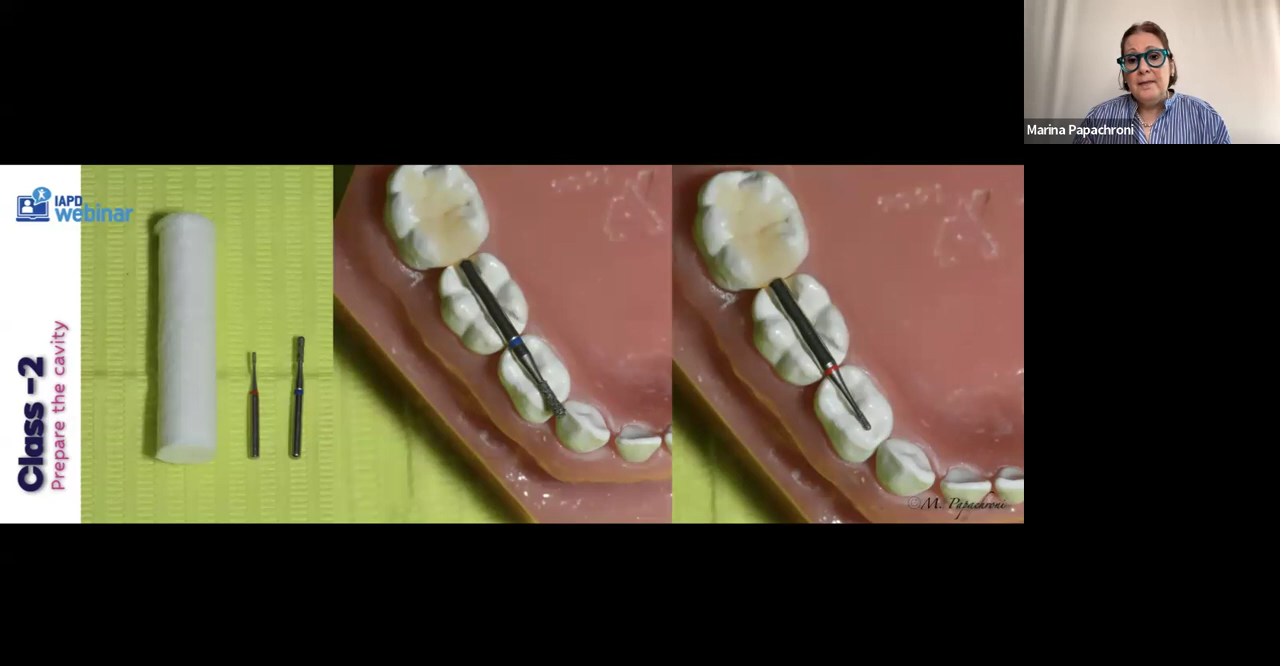 Marina Papachroni
IAPD
webinar
Class -2
Prepare the cavity
©M. Papachroni